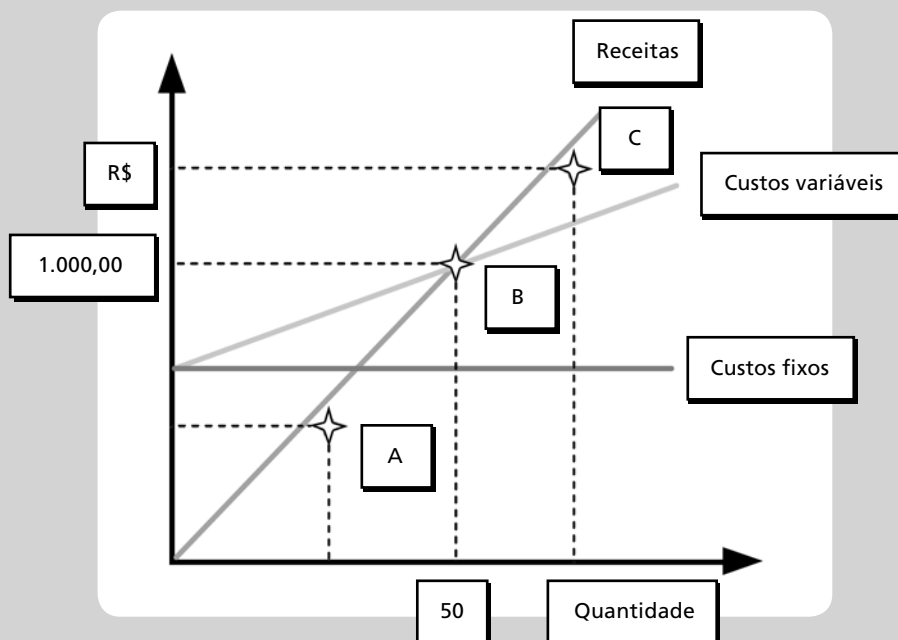 Receitas
C
R$
Custos variáveis
1.000,00
B
Custos fixos
A
50
Quantidade